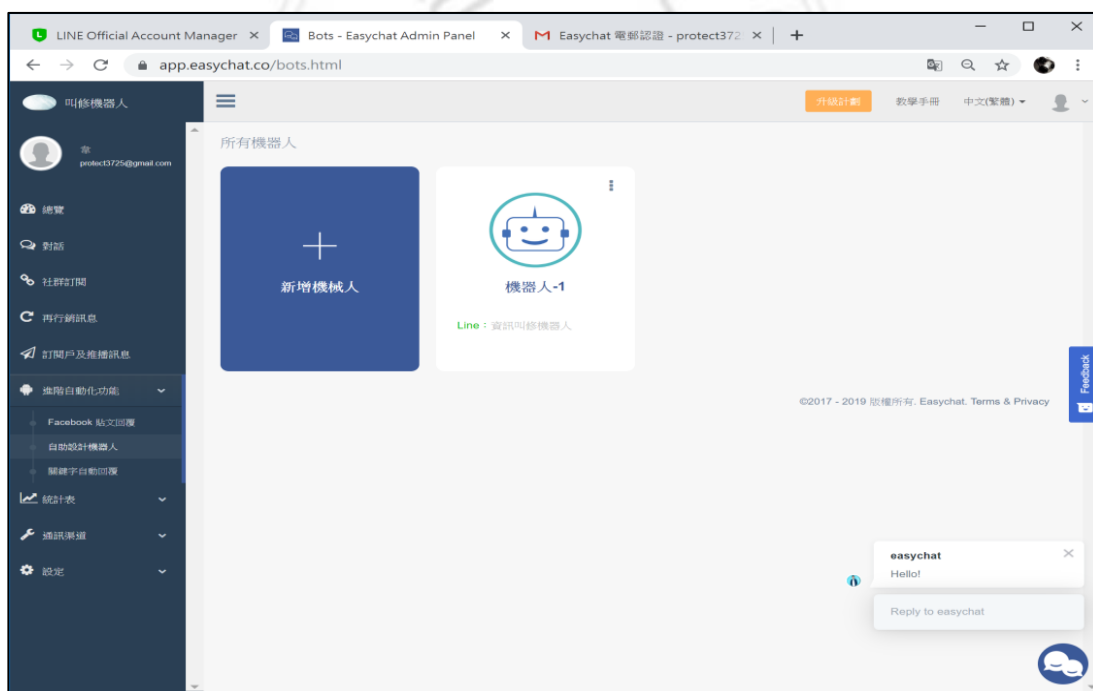 LINE Official Account Manager
Bots - Easychat Admin Panel
Easychat 電郵認證 - protect372
app.easychat.co/bots.html
叫修機器人
升級計劃
教學手冊
中文(繁體)
韋
protect3725@gmail.com
所有機器人
總覽
對話
社群訂閱
再行銷訊息
訂閱戶及推播訊息
進階自動化功能
Facebook 貼文回覆
自助設計機器人
關鍵字自動回覆
統計表
通訊渠道
設定
新增機械人
機器人-1
Line：資訊叫修機器人
Feedback
©2017 - 2019 版權所有. Easychat. Terms & Privacy
easychat
Hello!
Reply to easychat